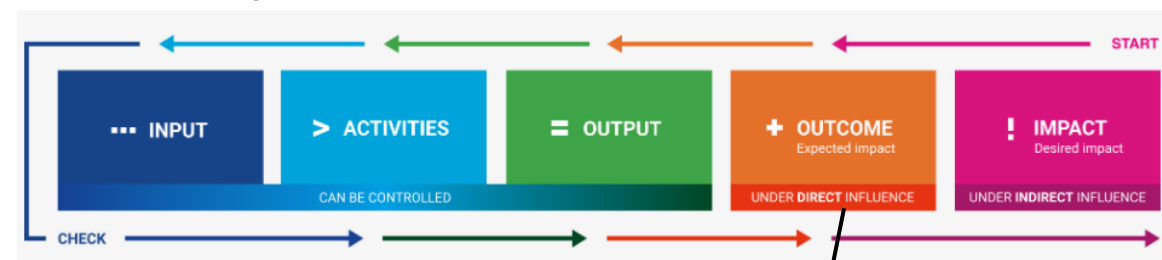 START
··· INPUT
> ACTIVITIES
= OUTPUT
+ OUTCOME
Expected impact
! IMPACT
Desired impact
CAN BE CONTROLLED
UNDER DIRECT INFLUENCE
UNDER INDIRECT INFLUENCE
CHECK